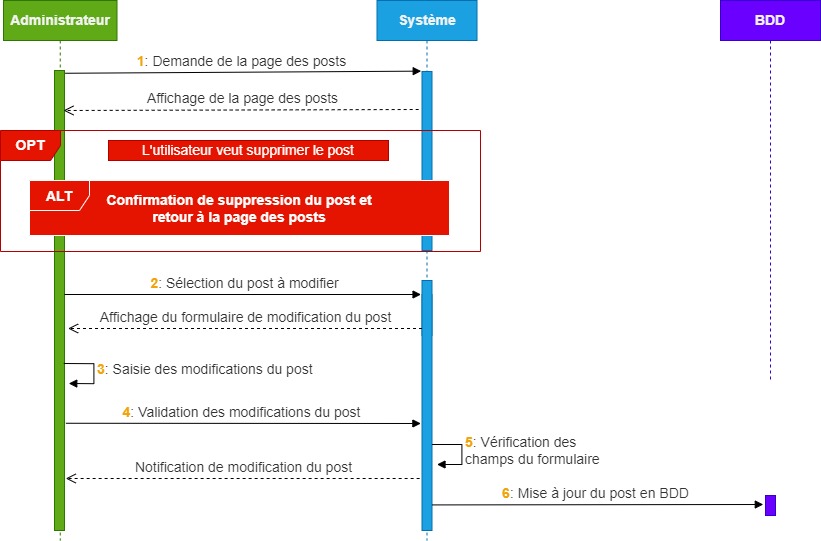 Administrateur
Système
BDD
1: Demande de la page des posts
Affichage de la page des posts
OPT
L'utilisateur veut supprimer le post
ALT
Confirmation de suppression du post et
retour à la page des posts
2: Sélection du post à modifier
Affichage du formulaire de modification du post
3: Saisie des modifications du post
4: Validation des modifications du post
5: Vérification des
champs du formulaire
Notification de modification du post
6: Mise à jour du post en BDD